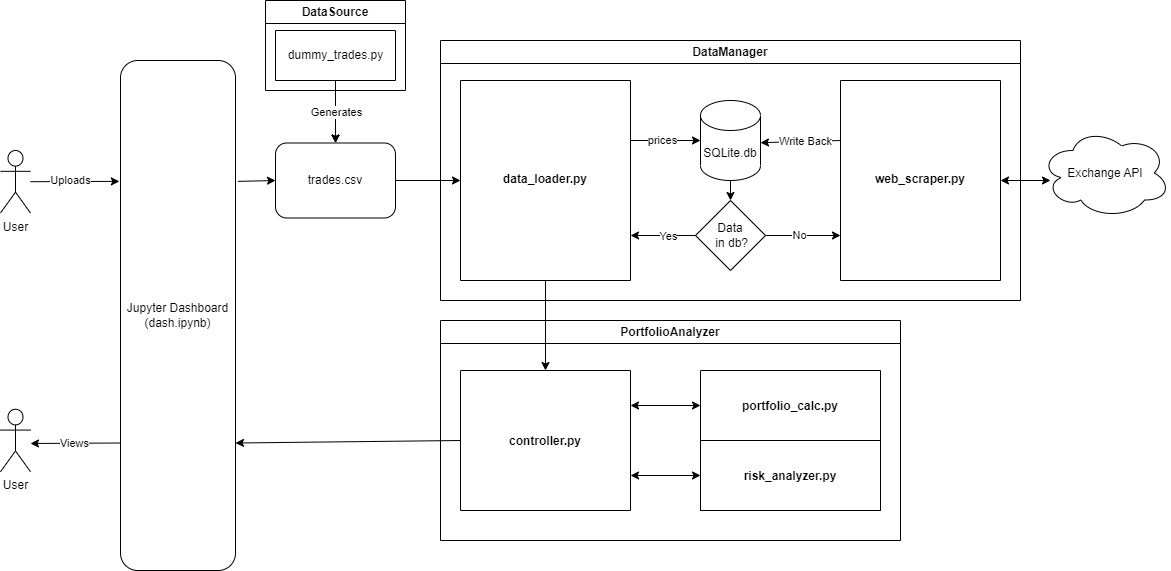 DataSource
dummy_trades.py
Generates
DataManager
Uploads
User
trades.csv
data_loader.py
prices
SQLite.db
Write Back
web_scraper.py
Exchange API
Data
in db?
Yes
No
Jupyter Dashboard
(dash.ipynb)
PortfolioAnalyzer
controller.py
portfolio_calc.py
risk_analyzer.py
Views
User